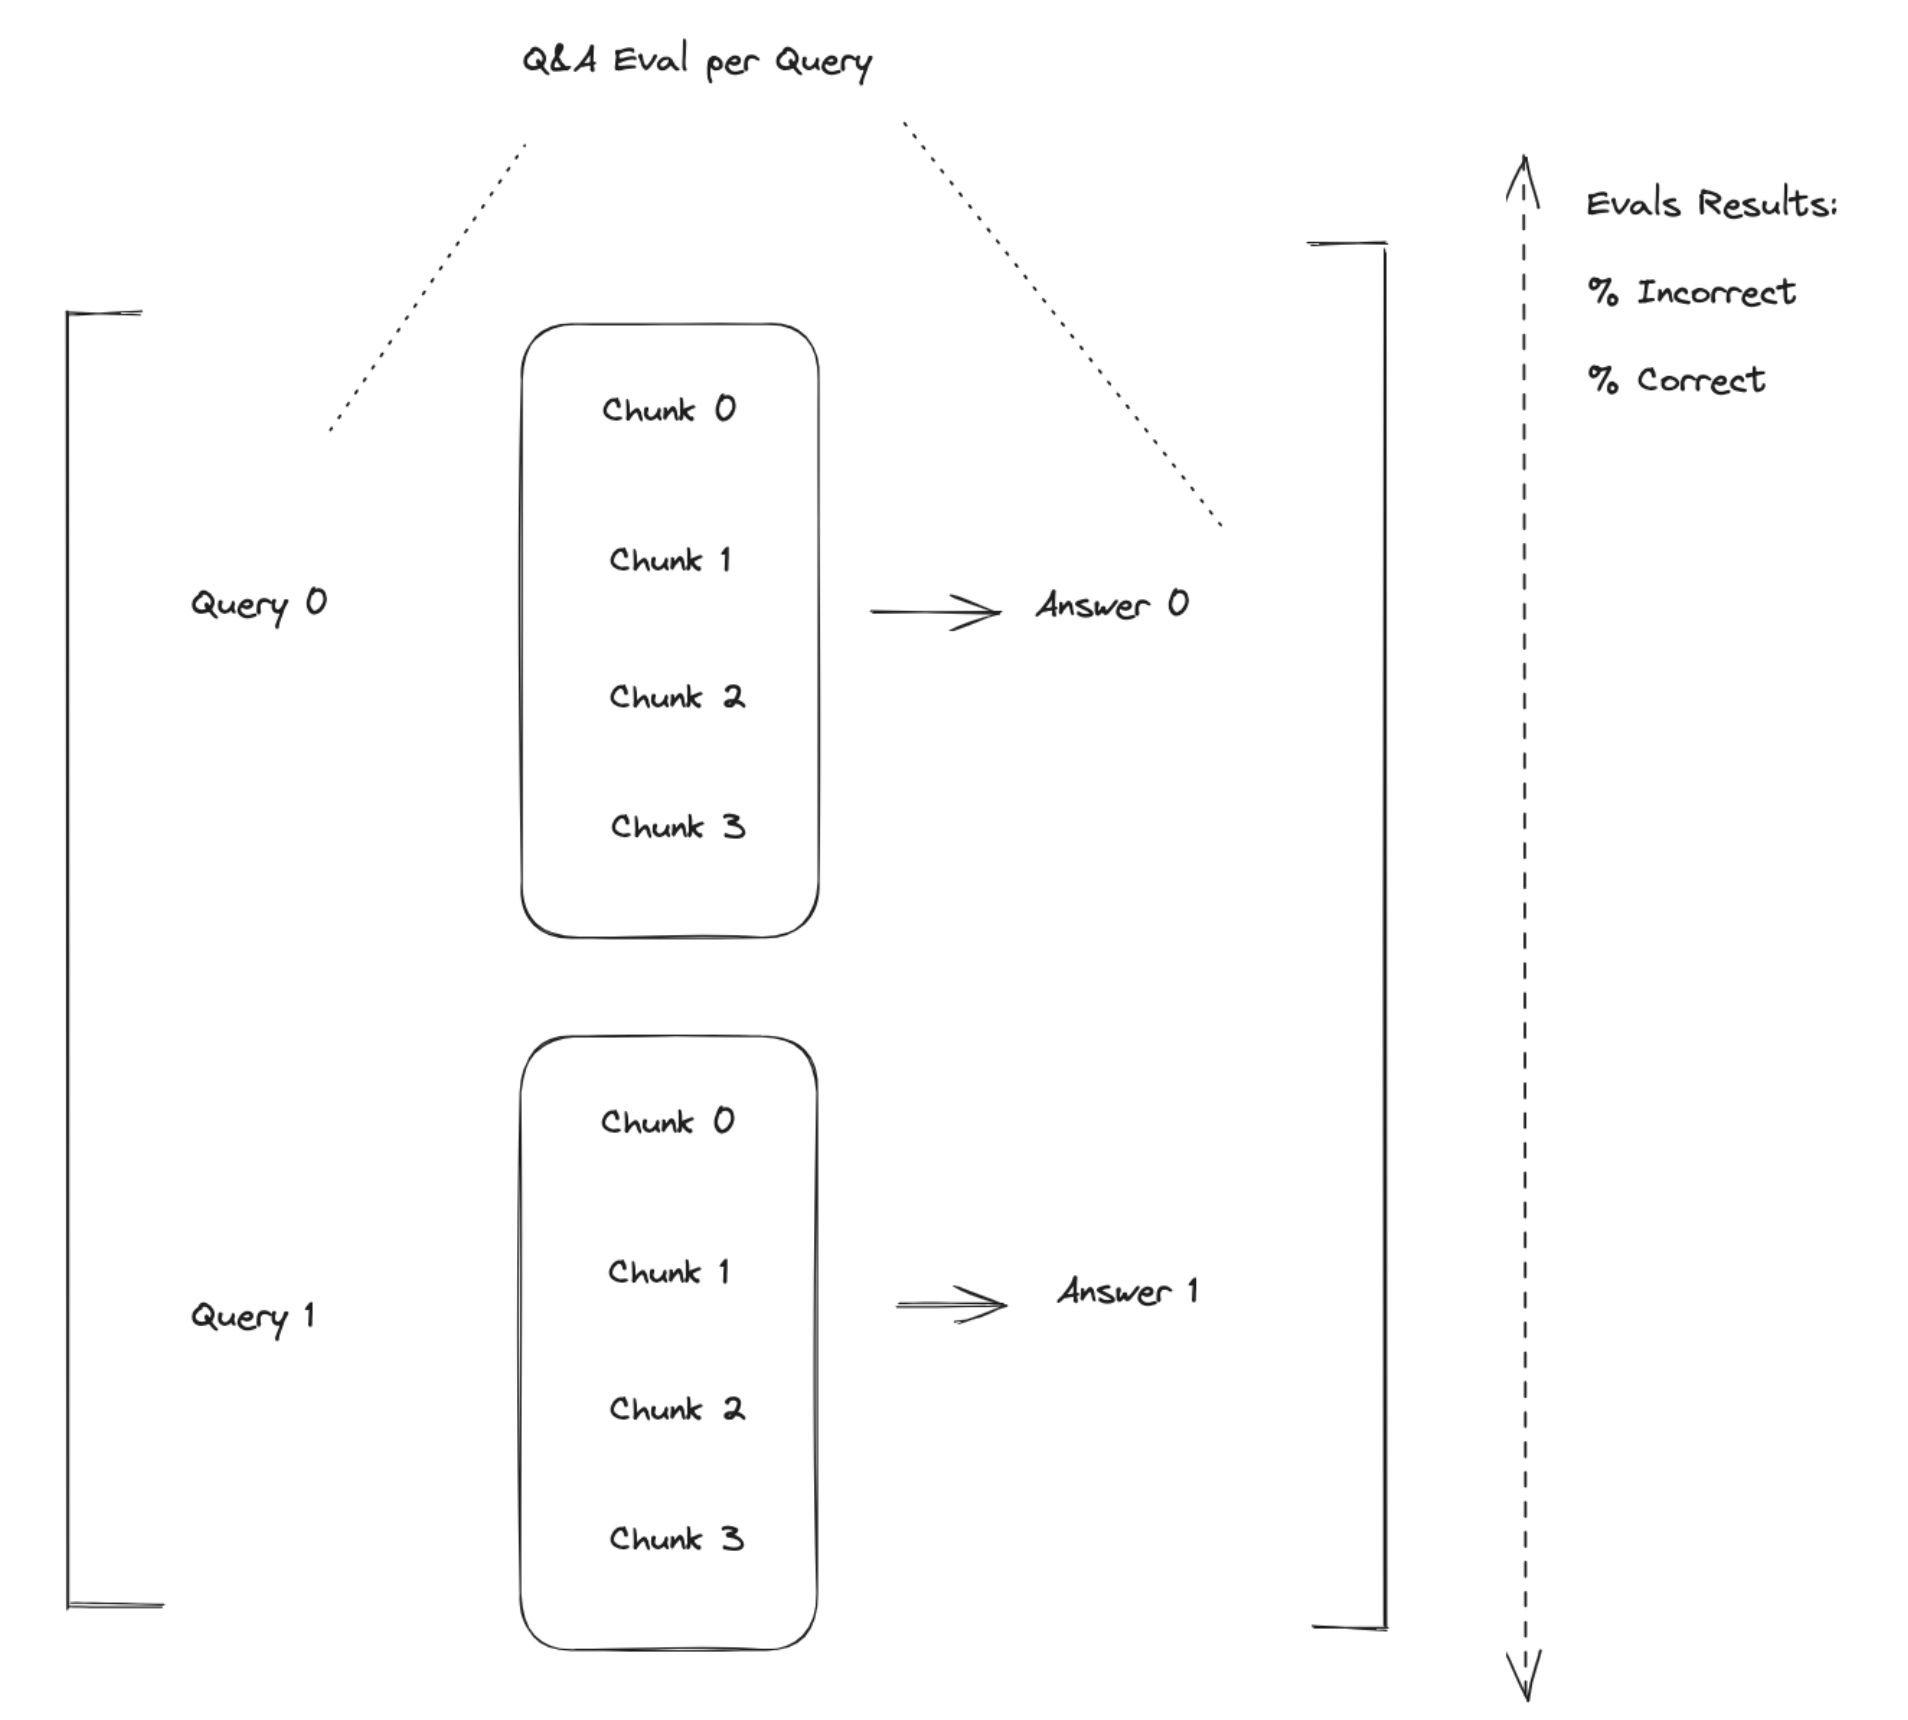 Q&A Eval per Query
Evals Results:
% Incorrect
% Correct
Query 0
Chunk 0
Chunk 1
Chunk 2
Chunk 3
Answer 0
Query 1
Chunk 0
Chunk 1
Chunk 2
Chunk 3
Answer 1